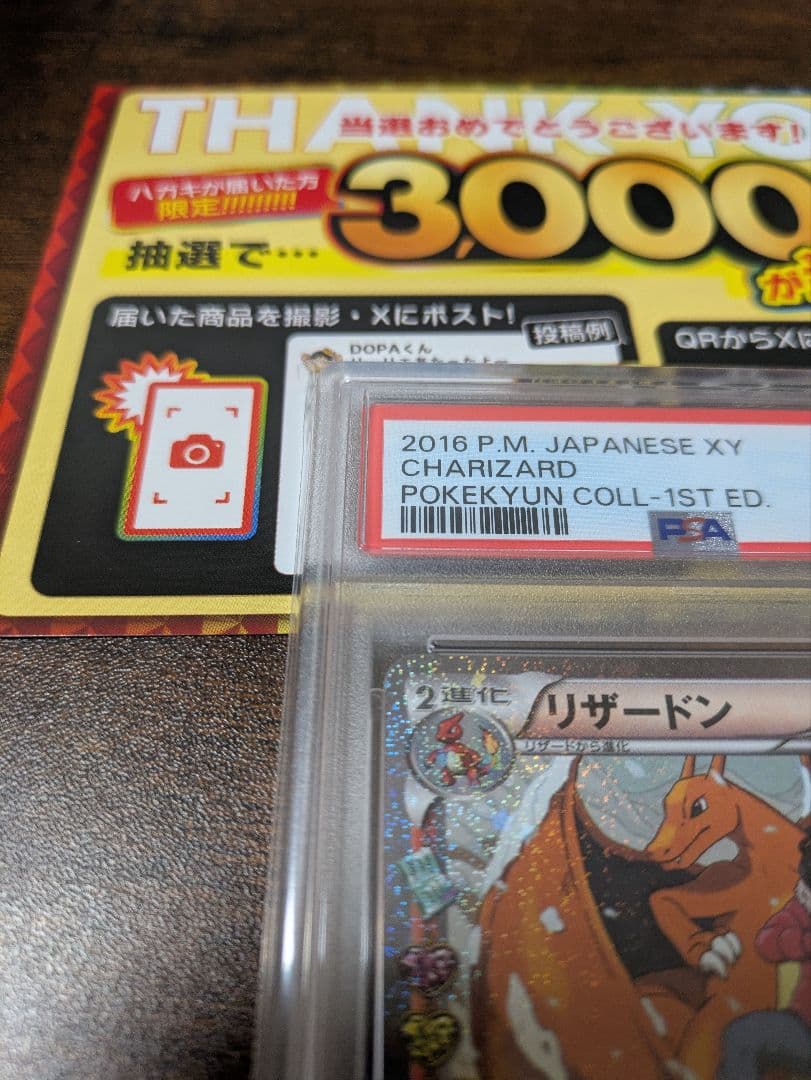 THANK YO
当選おめでとうございます!
ハガキが届いた方
限定!!!!!!!!!
3,000
抽選で…
が
届いた商品を撮影・Xにポスト!
投稿例
QRからXに
DOPAくん
2016 P.M. JAPANESE XY
CHARIZARD
POKEKYUN COLL-1ST ED.
PSA
2進化
リザードン
リザードから進化